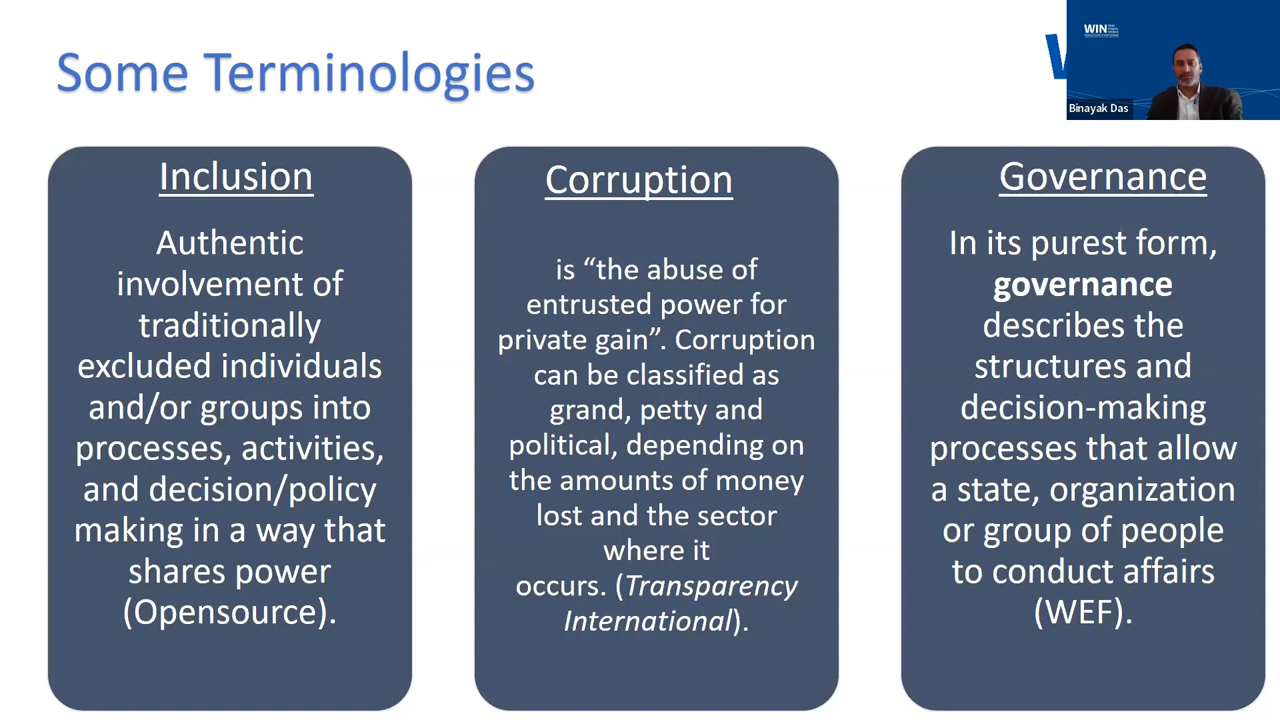 Some Terminologies
WIN
Binayak Das
Inclusion
Authentic
involvement of
traditionally
excluded individuals
and/or groups into
processes, activities,
and decision/policy
making in a way that
shares power
(Opensource).
Corruption
is “the abuse of
entrusted power for
private gain”. Corruption
can be classified as
grand, petty and
political, depending on
the amounts of money
lost and the sector
where it
occurs. (Transparency
International).
Governance
In its purest form,
governance
describes the
structures and
decision-making
processes that allow
a state, organization
or group of people
to conduct affairs
(WEF).